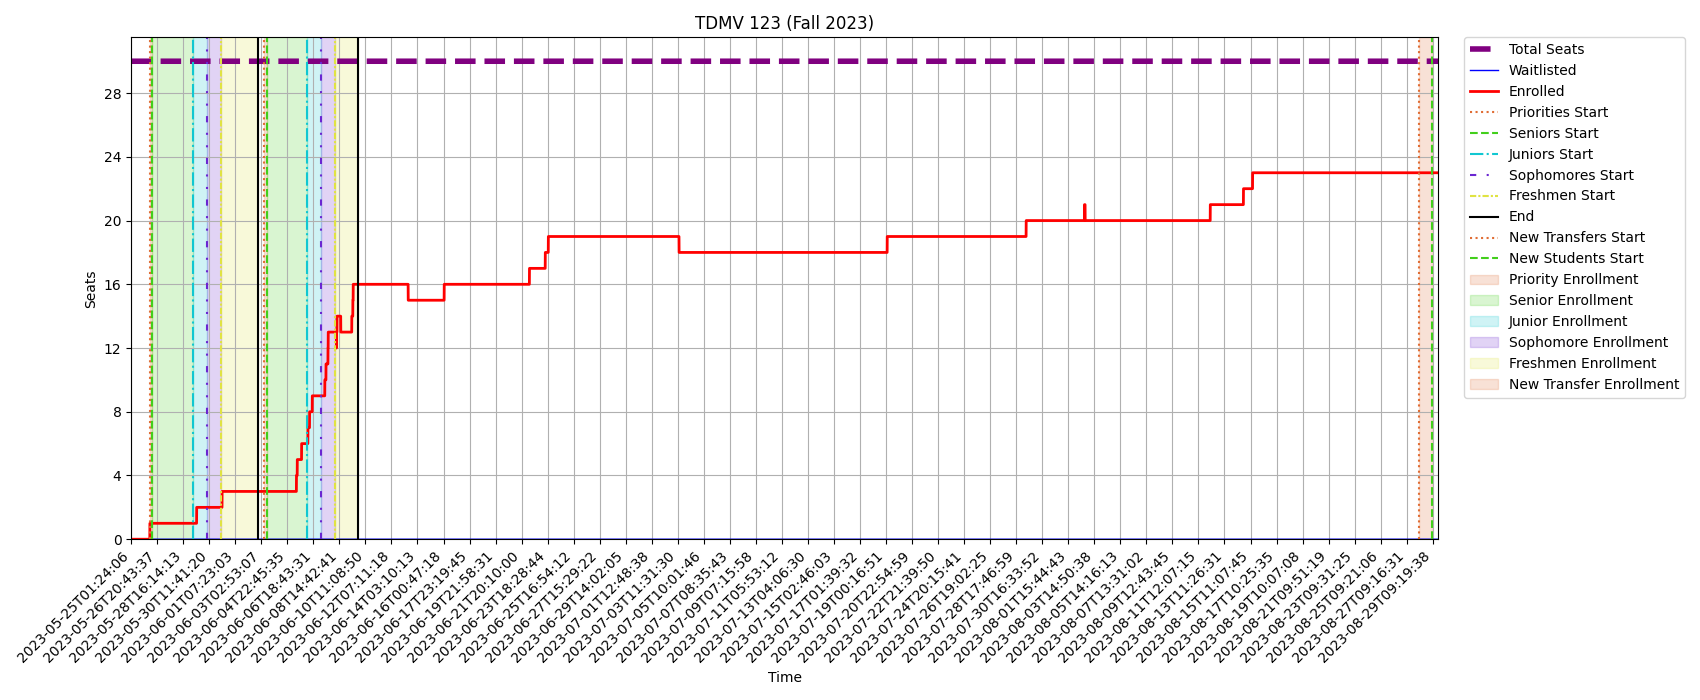 TDMV 123 (Fall 2023)
Total Seats
Waitlisted
Enrolled
Priorities Start
Seniors Start
Juniors Start
Sophomores Start
Freshmen Start
End
New Transfers Start
New Students Start
Priority Enrollment
Senior Enrollment
Junior Enrollment
Sophomore Enrollment
Freshmen Enrollment
New Transfer Enrollment
Seats
28
24
20
16
12
8
4
0
2023-05-25T01:24:06
2023-05-26T20:43:37
2023-05-28T16:14:13
2023-05-30T11:41:20
2023-06-01T07:23:03
2023-06-03T02:53:07
2023-06-04T22:45:35
2023-06-06T18:43:31
2023-06-08T14:42:41
2023-06-10T11:08:50
2023-06-12T07:11:18
2023-06-14T03:10:13
2023-06-16T00:47:18
2023-06-17T23:19:45
2023-06-19T21:58:31
2023-06-21T20:10:00
2023-06-23T18:28:44
2023-06-25T16:54:12
2023-06-27T15:29:22
2023-06-29T14:02:05
2023-07-01T12:48:38
2023-07-03T11:31:30
2023-07-05T10:01:46
2023-07-07T08:35:43
2023-07-09T07:15:58
2023-07-11T05:53:12
2023-07-13T04:06:30
2023-07-15T02:46:03
2023-07-17T01:39:32
2023-07-19T00:16:51
2023-07-20T22:54:59
2023-07-22T21:39:50
2023-07-24T20:15:41
2023-07-26T19:02:25
2023-07-28T17:46:59
2023-07-30T16:33:52
2023-08-01T15:44:43
2023-08-03T14:50:38
2023-08-05T14:16:13
2023-08-07T13:31:02
2023-08-09T12:43:45
2023-08-11T12:07:15
2023-08-13T11:26:31
2023-08-15T11:07:45
2023-08-17T10:25:35
2023-08-19T10:07:08
2023-08-21T09:51:19
2023-08-23T09:31:25
2023-08-25T09:21:06
2023-08-27T09:16:31
2023-08-29T09:19:38
Time